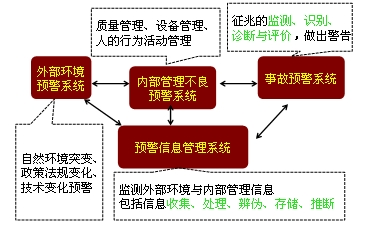 质量管理、设备管理、
人的行为活动管理
征兆的监测、识别、
诊断与评价，做出警告
外部环境
预警系统
内部管理不良
预警系统
事故预警系统
预警信息管理系统
自然环境突变、
政策法规变化、
技术变化预警
监测外部环境与内部管理信息
包括信息收集、处理、辨伪、存储、推断